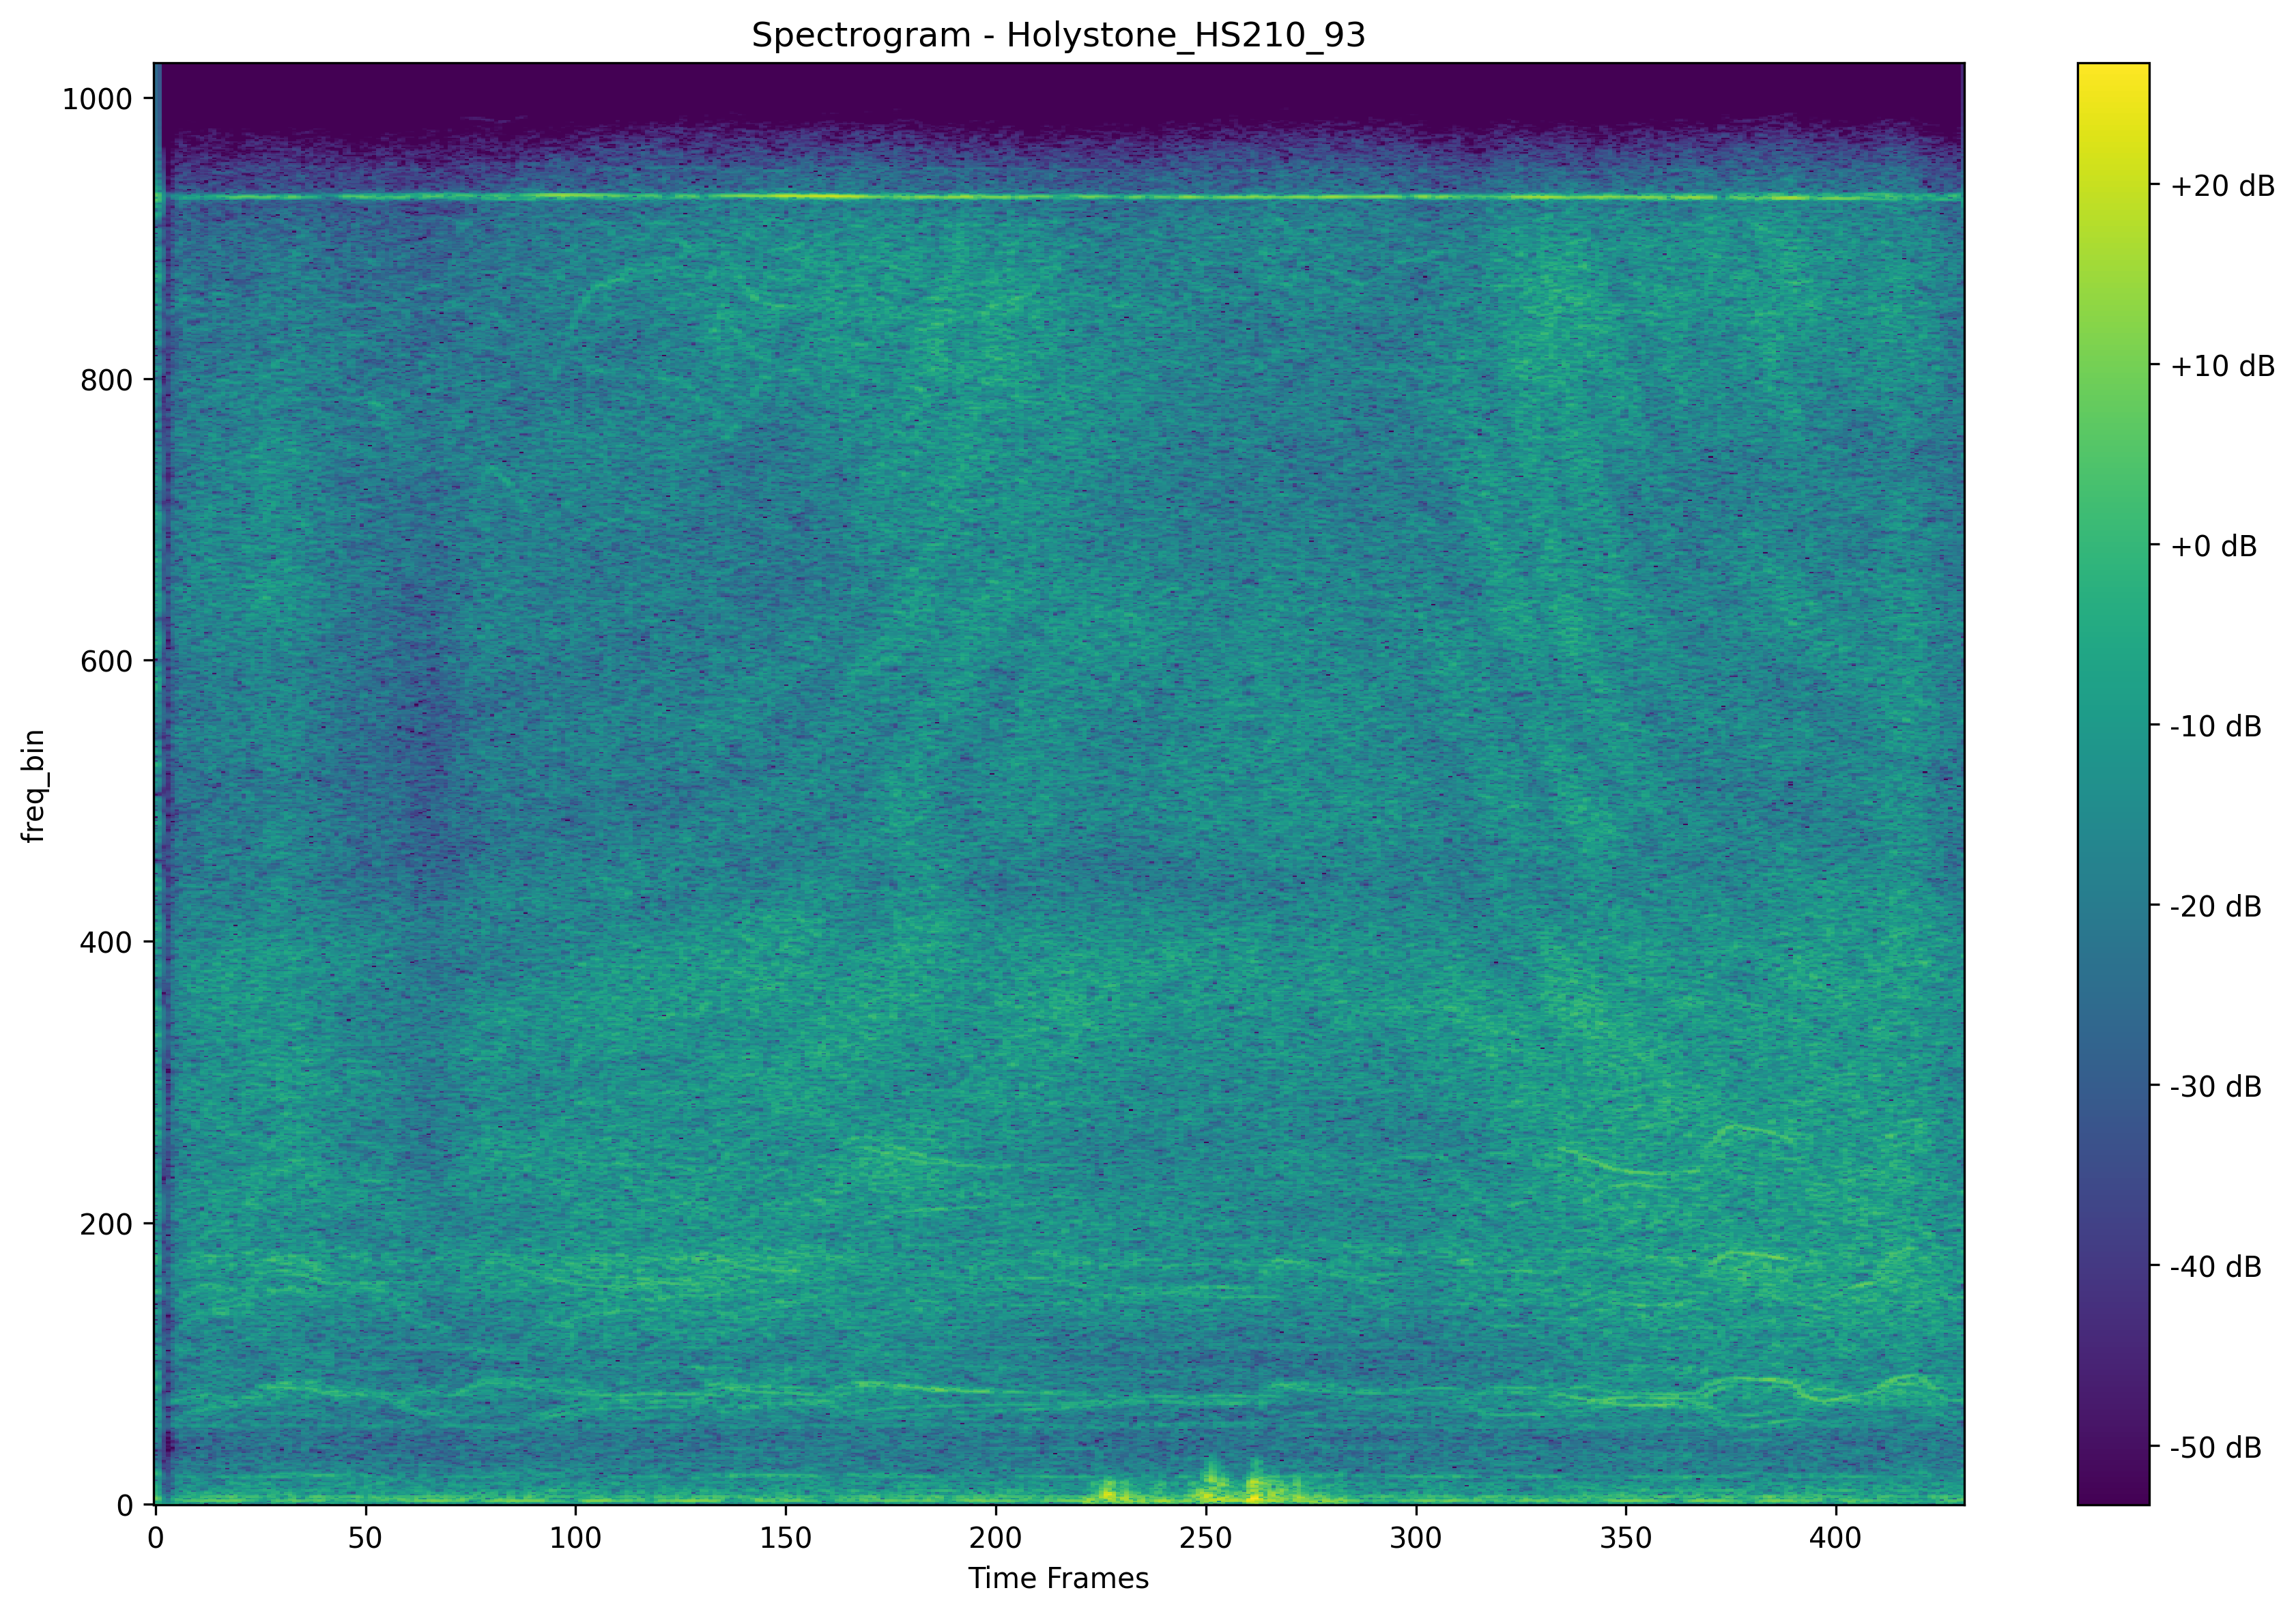 Spectrogram - Holystone_HS210_93
1000
800
600
400
200
0
freq_bin
0 50 100 150 200 250 300 350 400
Time Frames
+20 dB
+10 dB
+0 dB
-10 dB
-20 dB
-30 dB
-40 dB
-50 dB